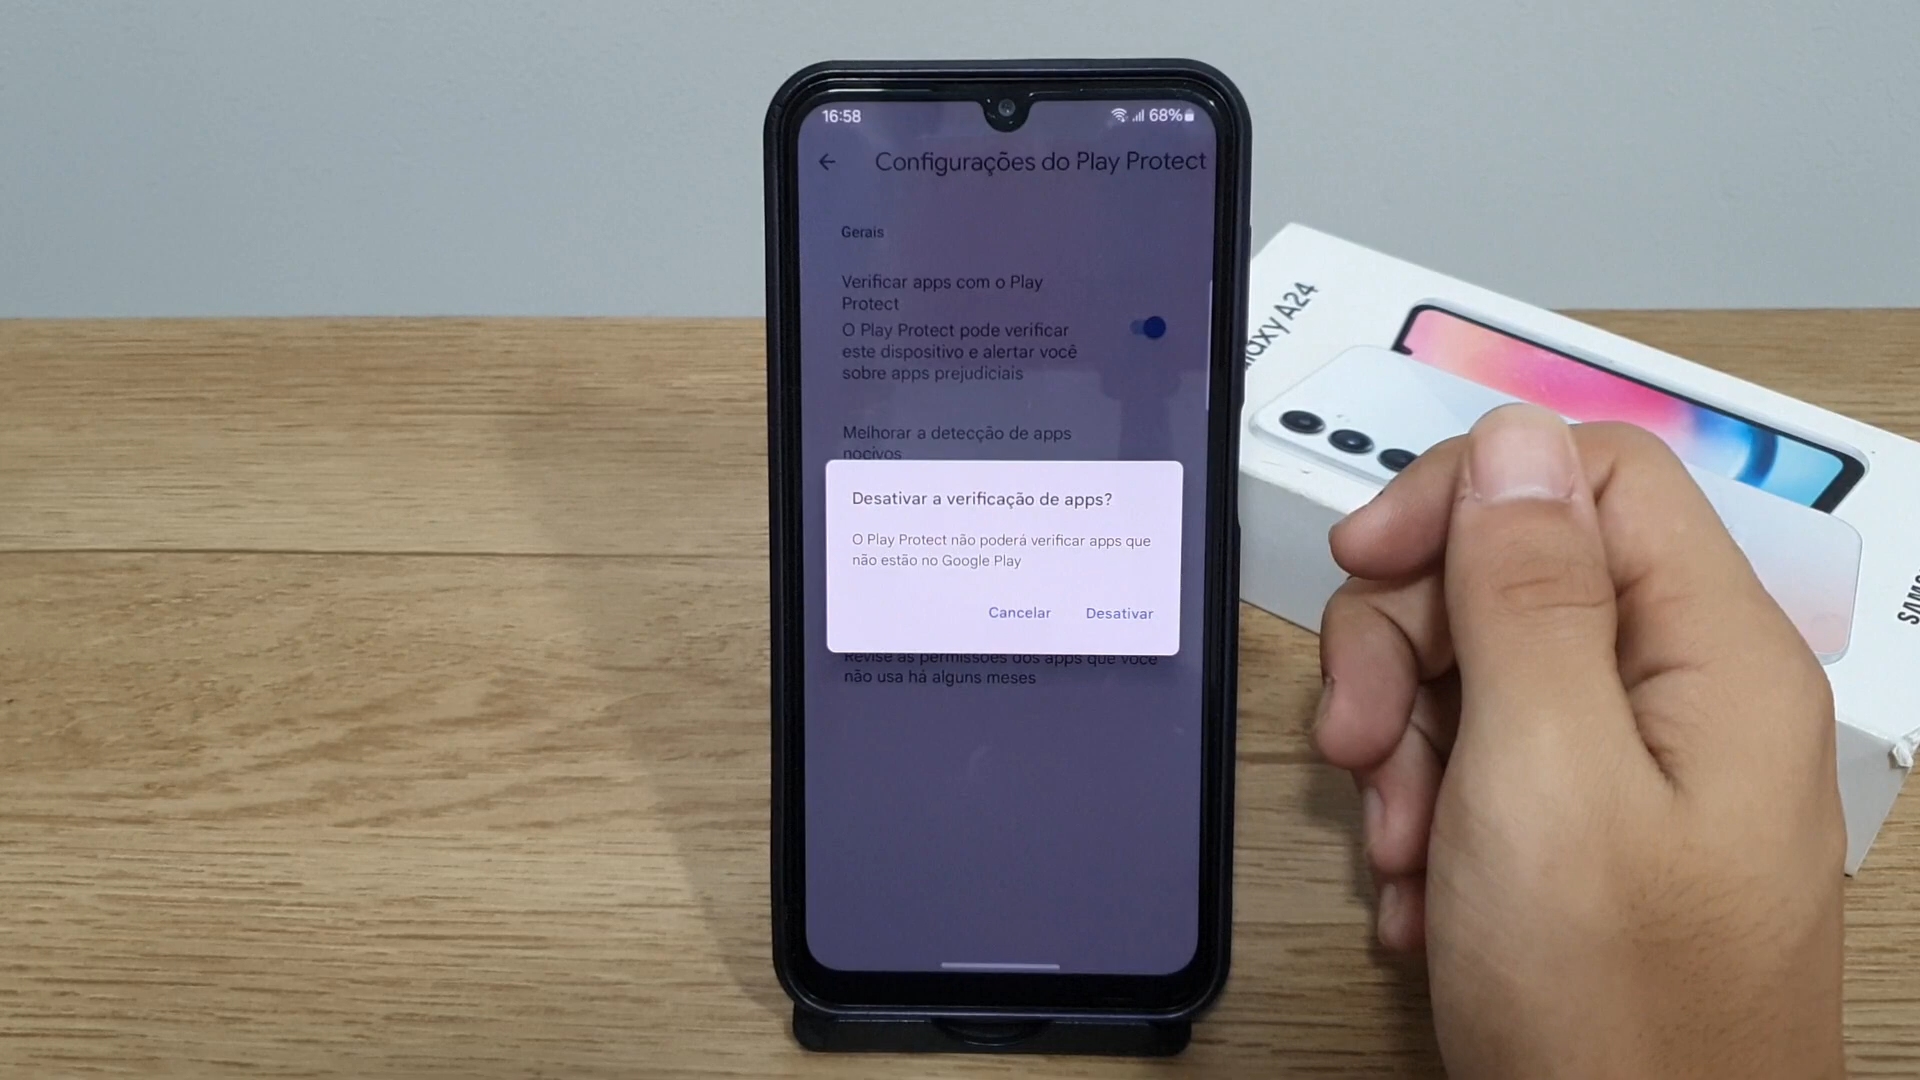 16:58
68%
Configurações do Play Protect
Gerais
Verificar apps com o Play
Protect
O Play Protect pode verificar
este dispositivo e alertar você
sobre apps prejudiciais
Melhorar a detecção de apps
nocivos
Desativar a verificação de apps?
O Play Protect não poderá verificar apps que
não estão no Google Play
Cancelar
Desativar
Revise as permissões dos apps que você
não usa há alguns meses
A24